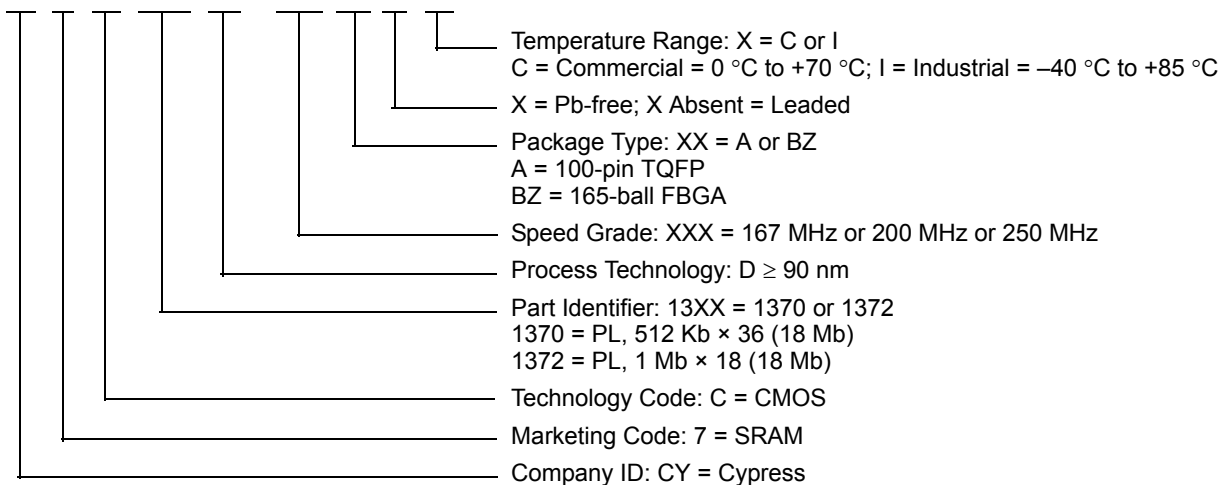 Temperature Range: X = C or I
C = Commercial = 0 °C to +70 °C; I = Industrial = –40 °C to +85 °C
X = Pb-free; X Absent = Leaded
Package Type: XX = A or BZ
A = 100-pin TQFP
BZ = 165-ball FBGA
Speed Grade: XXX = 167 MHz or 200 MHz or 250 MHz
Process Technology: D ≥ 90 nm
Part Identifier: 13XX = 1370 or 1372
1370 = PL, 512 Kb × 36 (18 Mb)
1372 = PL, 1 Mb × 18 (18 Mb)
Technology Code: C = CMOS
Marketing Code: 7 = SRAM
Company ID: CY = Cypress